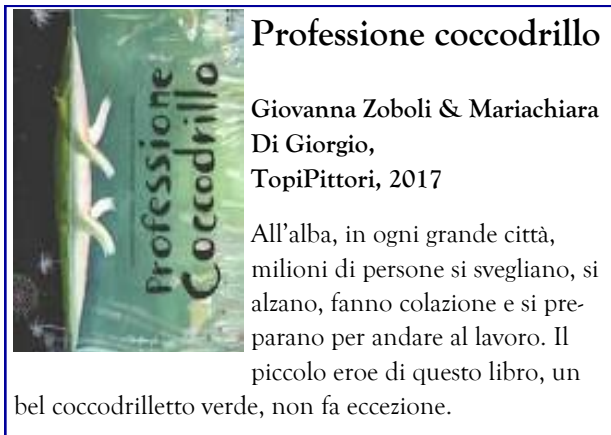 Professione
Coccodrillo
Professione coccodrillo
Giovanna Zoboli & Mariachiara
Di Giorgio,
TopiPittori, 2017
All’alba, in ogni grande città,
milioni di persone si svegliano, si
alzano, fanno colazione e si pre-
parano per andare al lavoro. Il
piccolo eroe di questo libro, un
bel coccodrilletto verde, non fa eccezione.